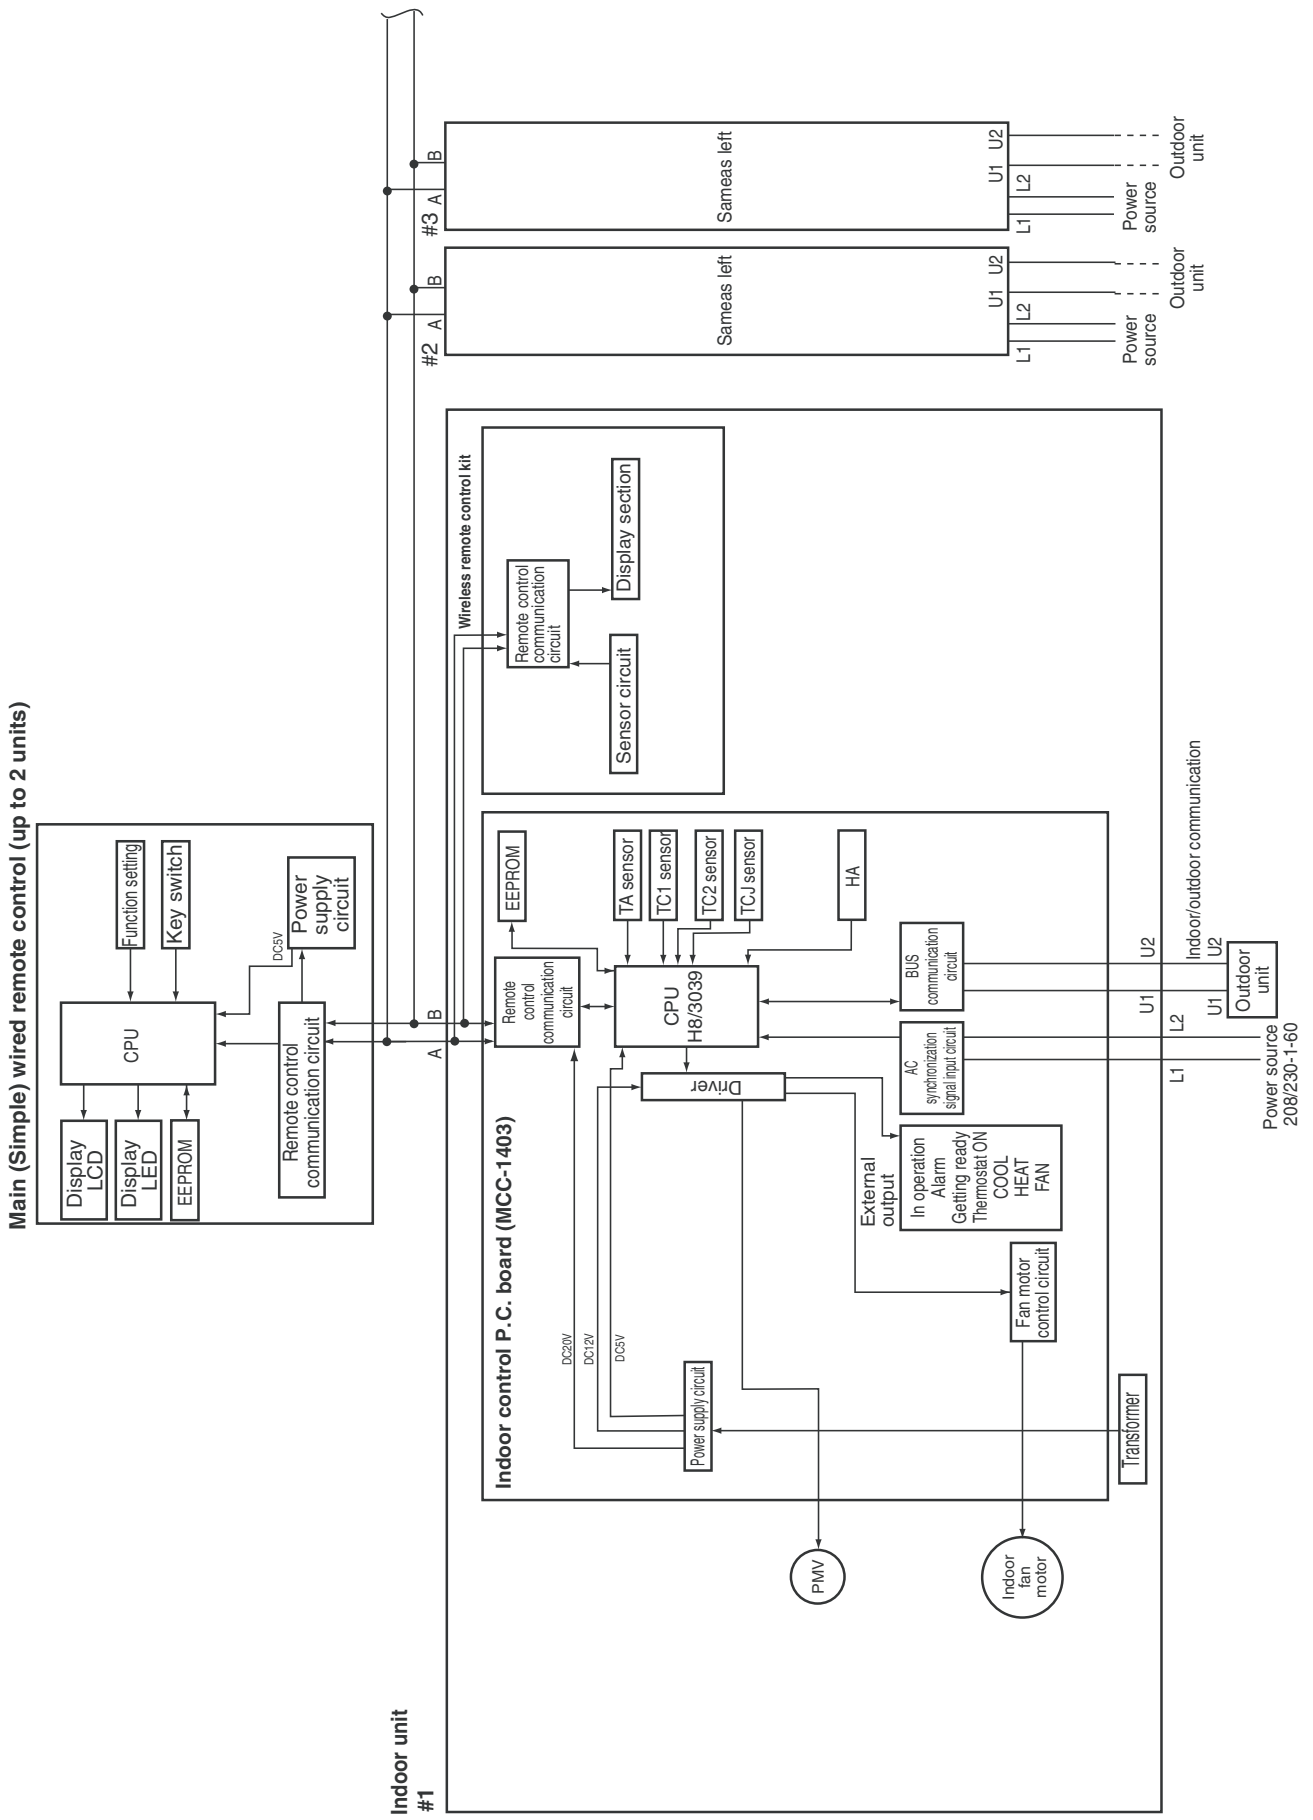 Main (Simple) wired remote control (up to 2 units)
Display
LCD
Display
LED
EEPROM
CPU
Function setting
Key switch
Remote control
communication circuit
DC5V
Power
supply
circuit
Indoor unit
#1
A
B
Indoor control P.C. board (MCC-1403)
DC20V
DC12V
DC5V
Power supply circuit
Remote
control
communication
circuit
EEPROM
CPU
H8/3039
Driver
TA sensor
TC1 sensor
TC2 sensor
TCJ sensor
HA
External
output
In operation
Alarm
Getting ready
Thermostat ON
COOL
HEAT
FAN
AC
synchronization
signal input circuit
BUS
communication
circuit
Fan motor
control circuit
PMV
Indoor
fan
motor
Transformer
Wireless remote control kit
Remote control
communication
circuit
Sensor circuit
Display section
L1
L2
U1
U2
Indoor/outdoor communication
U1
U2
Outdoor
unit
Power source
208/230-1-60
#2
A
B
Sameas left
L1
L2
U1
U2
Power
source
Outdoor
unit
#3
A
B
Sameas left
L1
L2
U1
U2
Power
source
Outdoor
unit